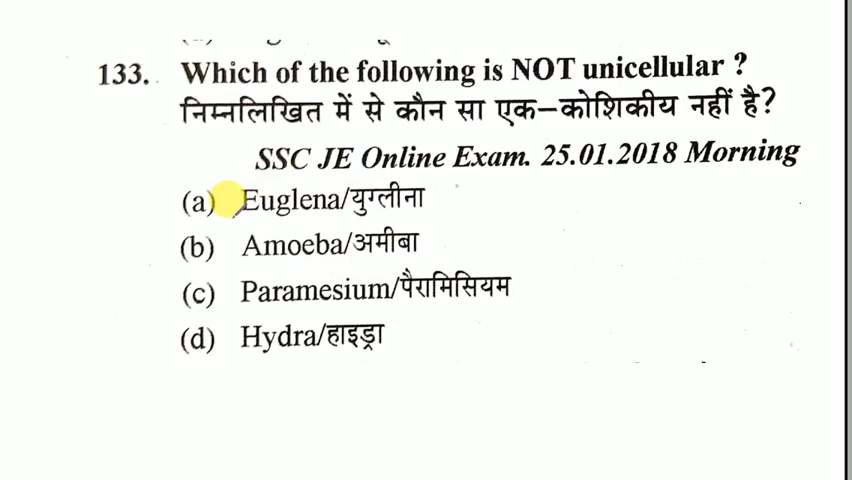 133. Which of the following is NOT unicellular ?
निम्नलिखित में से कौन सा एक–कोशिकीय नहीं है?
SSC JE Online Exam. 25.01.2018 Morning
(a) Euglena/युग्लीना
(b) Amoeba/अमीबा
(c) Paramesium/पैरामिसियम
(d) Hydra/हाइड्रा